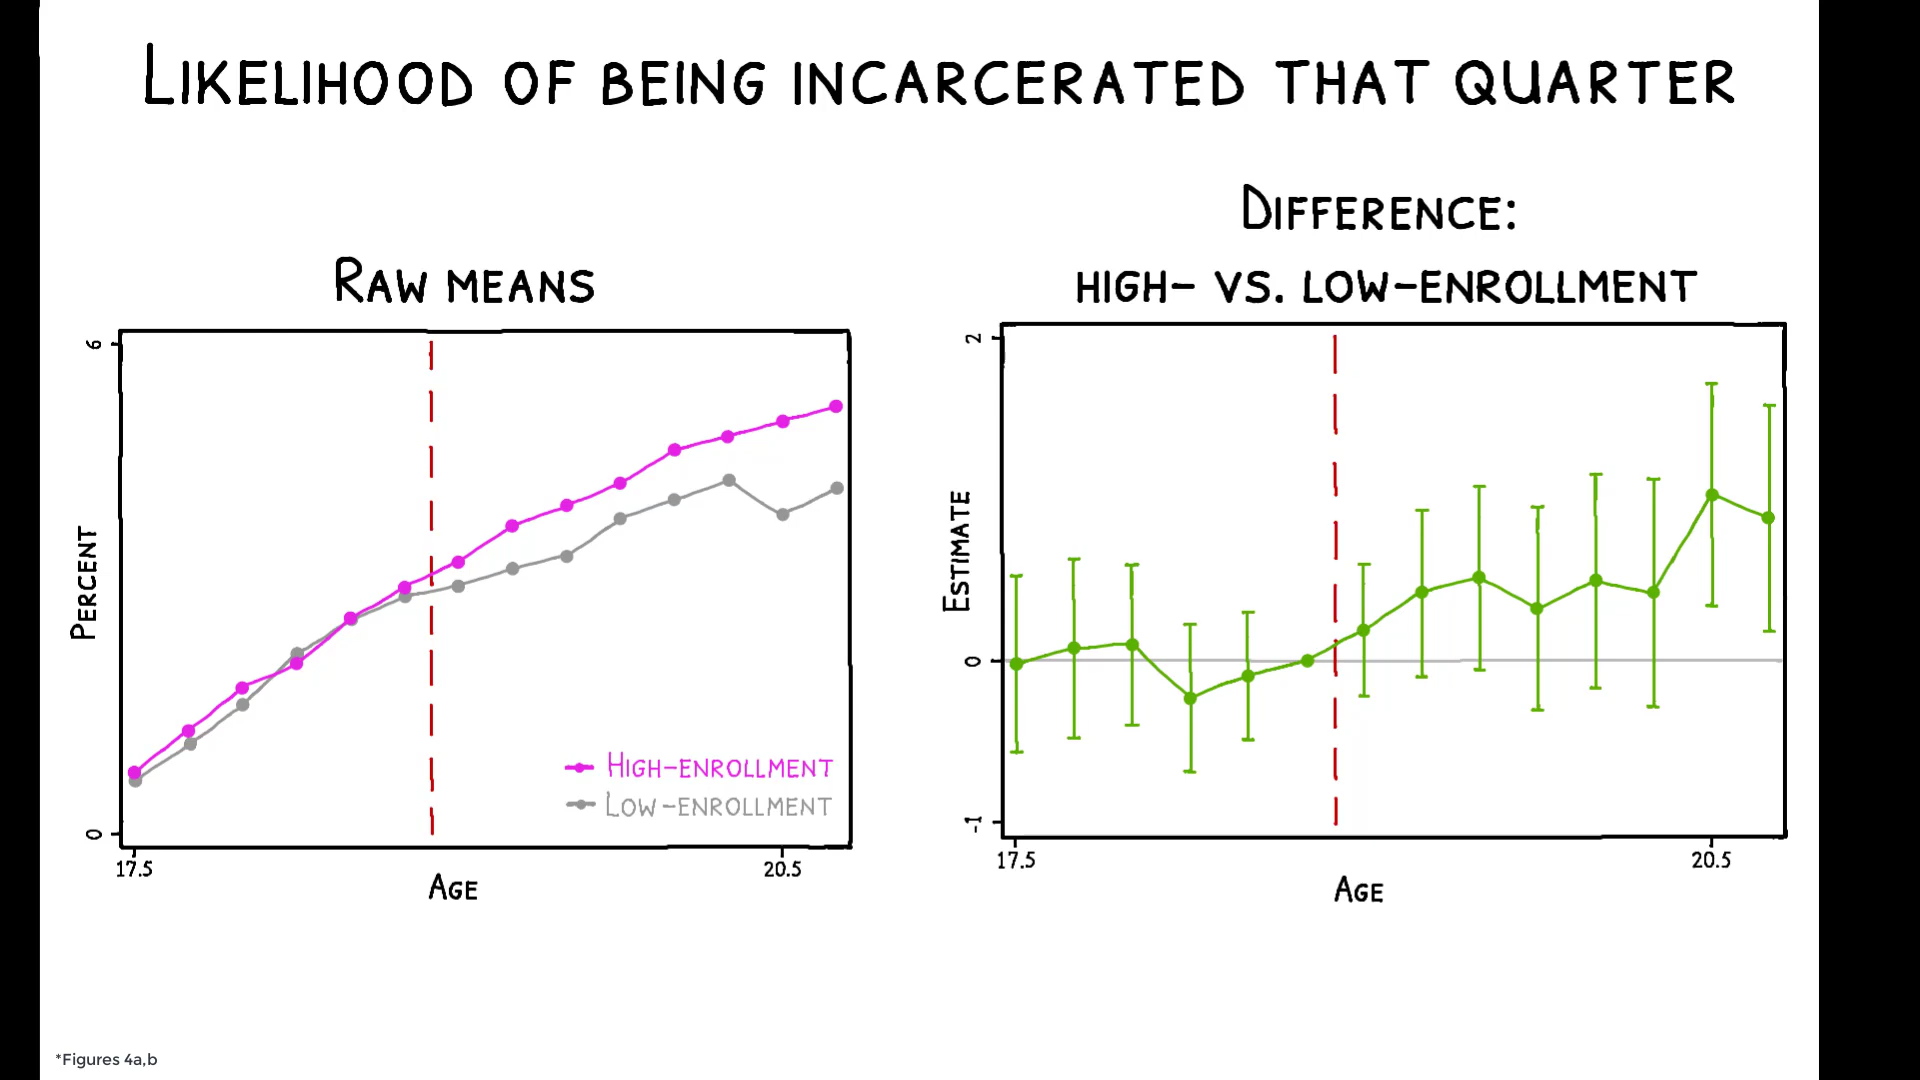 LIKELIHOOD OF BEING INCARCERATED THAT QUARTER
RAW MEANS
6
PERCENT
0
HIGH-ENROLLMENT
LOW-ENROLLMENT
17.5
20.5
AGE
DIFFERENCE:
HIGH- VS. LOW-ENROLLMENT
2
ESTIMATE
0
-1
17.5
20.5
AGE
*Figures 4a,b